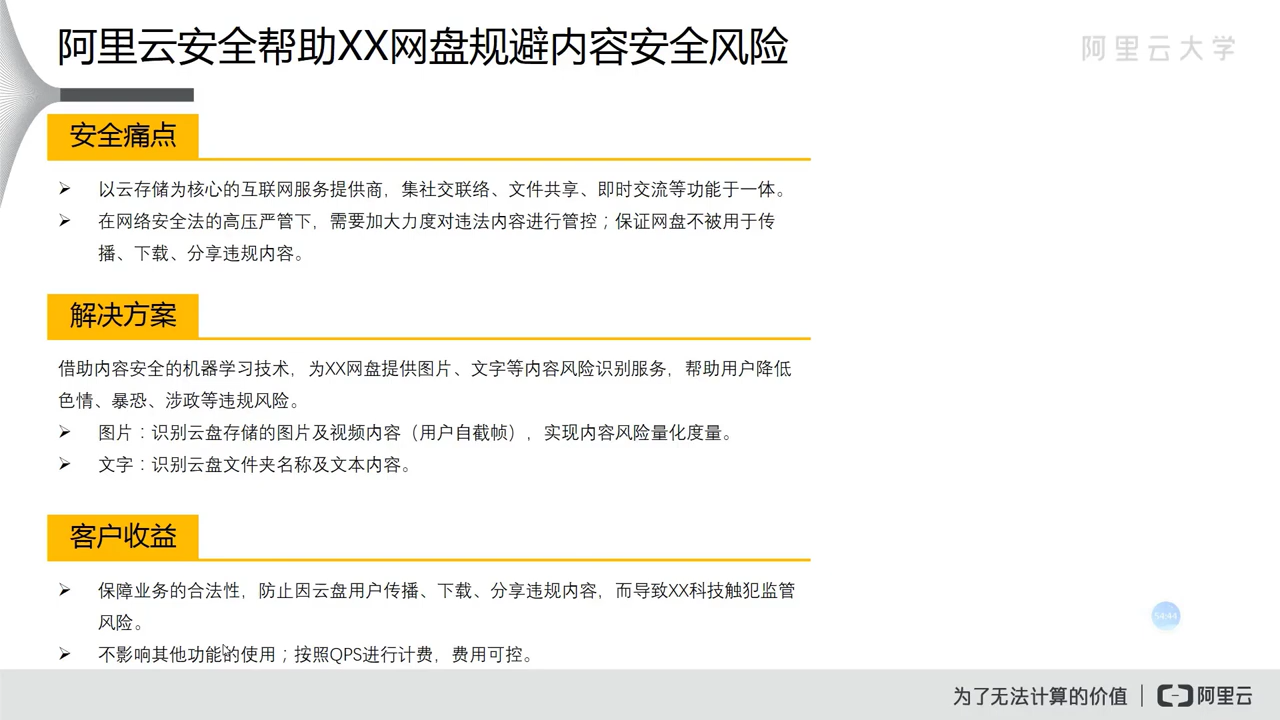 阿里云安全帮助XX网盘规避内容安全风险
阿里云大学
安全痛点
以云存储为核心的互联网服务提供商，集社交联络、文件共享、即时交流等功能于一体。
在网络安全法的高压严管下，需要加大力度对违法内容进行管控；保证网盘不被用于传
播、下载、分享违规内容。
解决方案
借助内容安全的机器学习技术，为XX网盘提供图片、文字等内容风险识别服务，帮助用户降低
色情、暴恐、涉政等违规风险。
图片：识别云盘存储的图片及视频内容（用户自截帧），实现内容风险量化度量。
文字：识别云盘文件夹名称及文本内容。
客户收益
保障业务的合法性，防止因云盘用户传播、下载、分享违规内容，而导致XX科技触犯监管
风险。
54:44
不影响其他功能的使用；按照QPS进行计费，费用可控。
为了无法计算的价值 阿里云